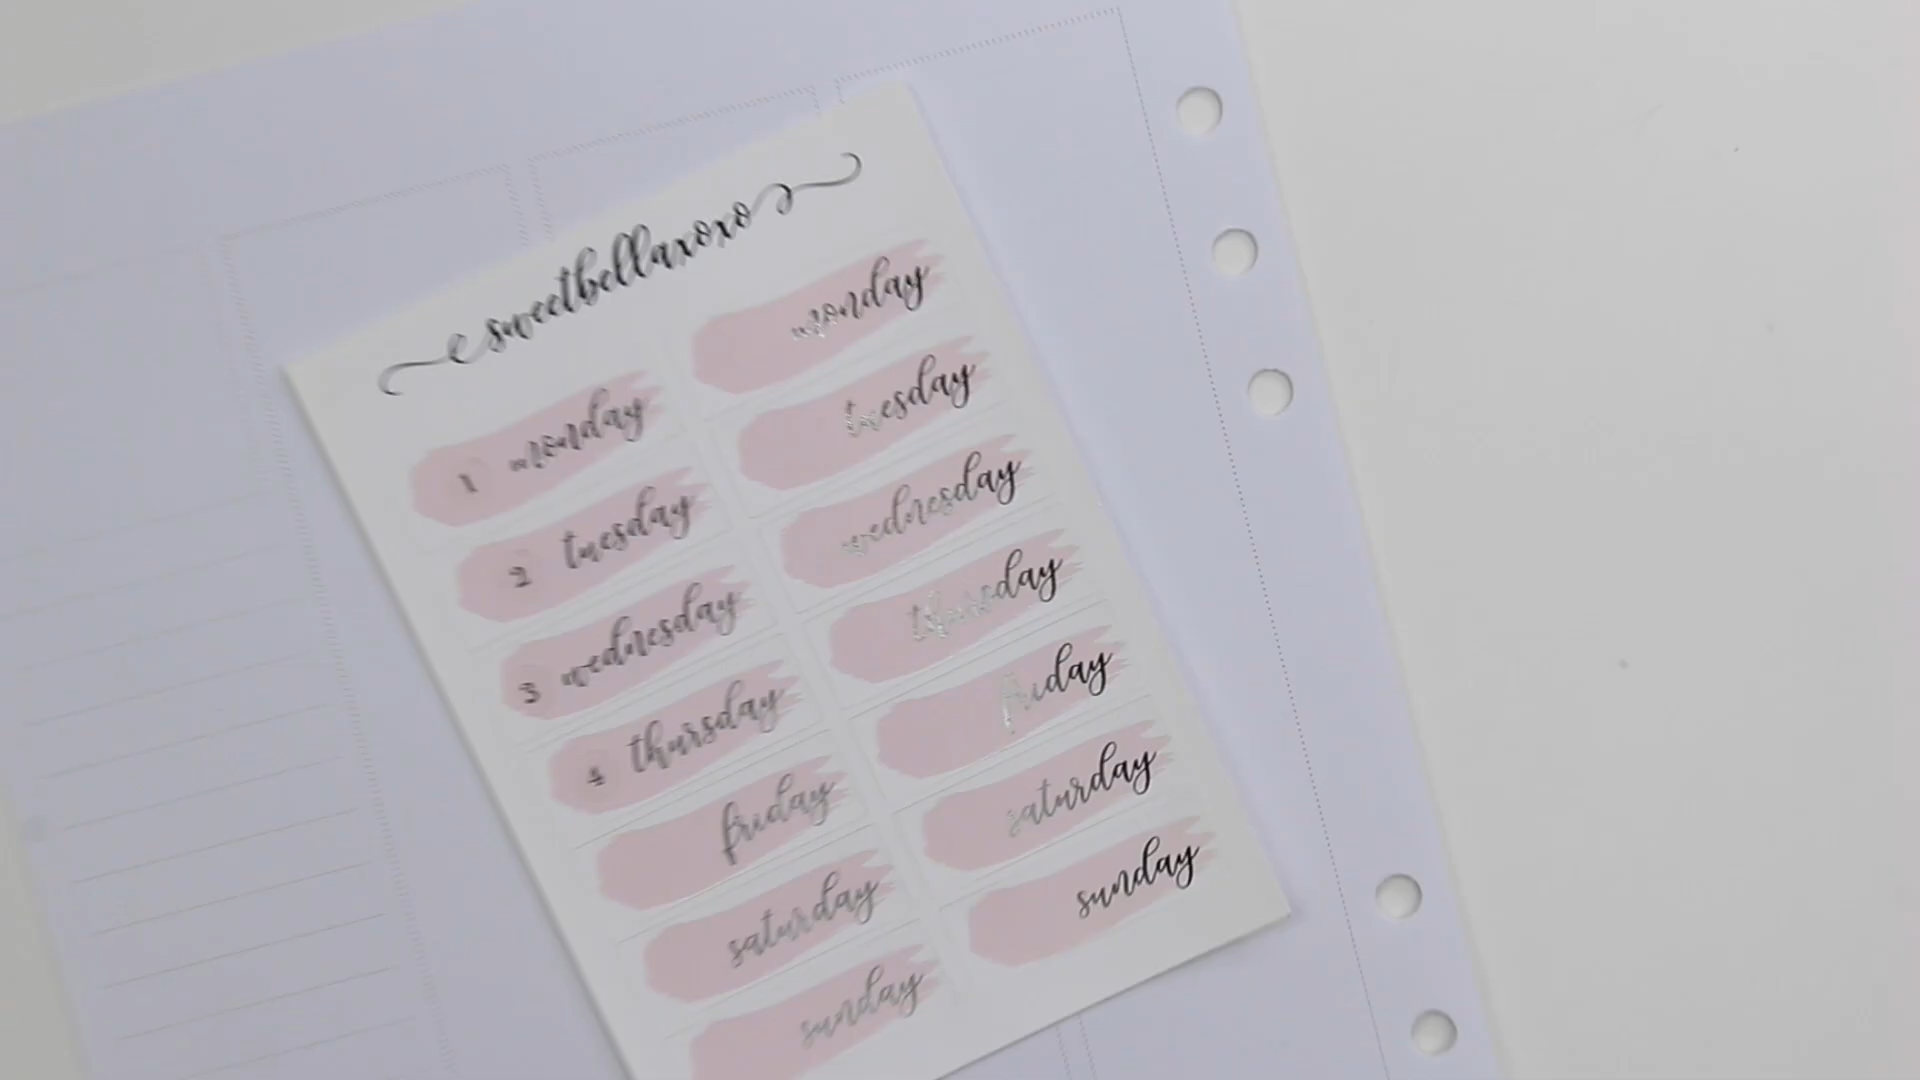 sweetbellaxoxo
1 monday
2 tuesday
3 wednesday
4 thursday
friday
saturday
sunday
monday
tuesday
wednesday
thursday
friday
saturday
sunday